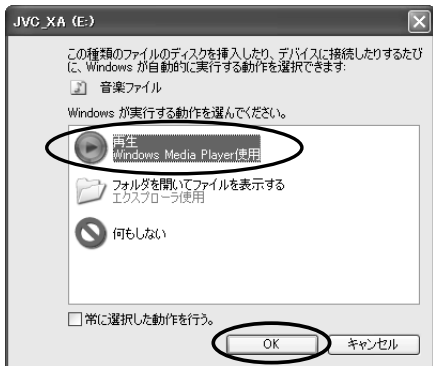 JVC_XA (E:)
この種類のファイルのディスクを挿入したり、デバイスに接続したりするたび
に、Windows が自動的に実行する動作を選択できます:
音楽ファイル
Windows が実行する動作を選んでください。
再生
Windows Media Player使用
フォルダを開いてファイルを表示する
エクスプローラ使用
何もしない
常に選択した動作を行う。
OK
キャンセル